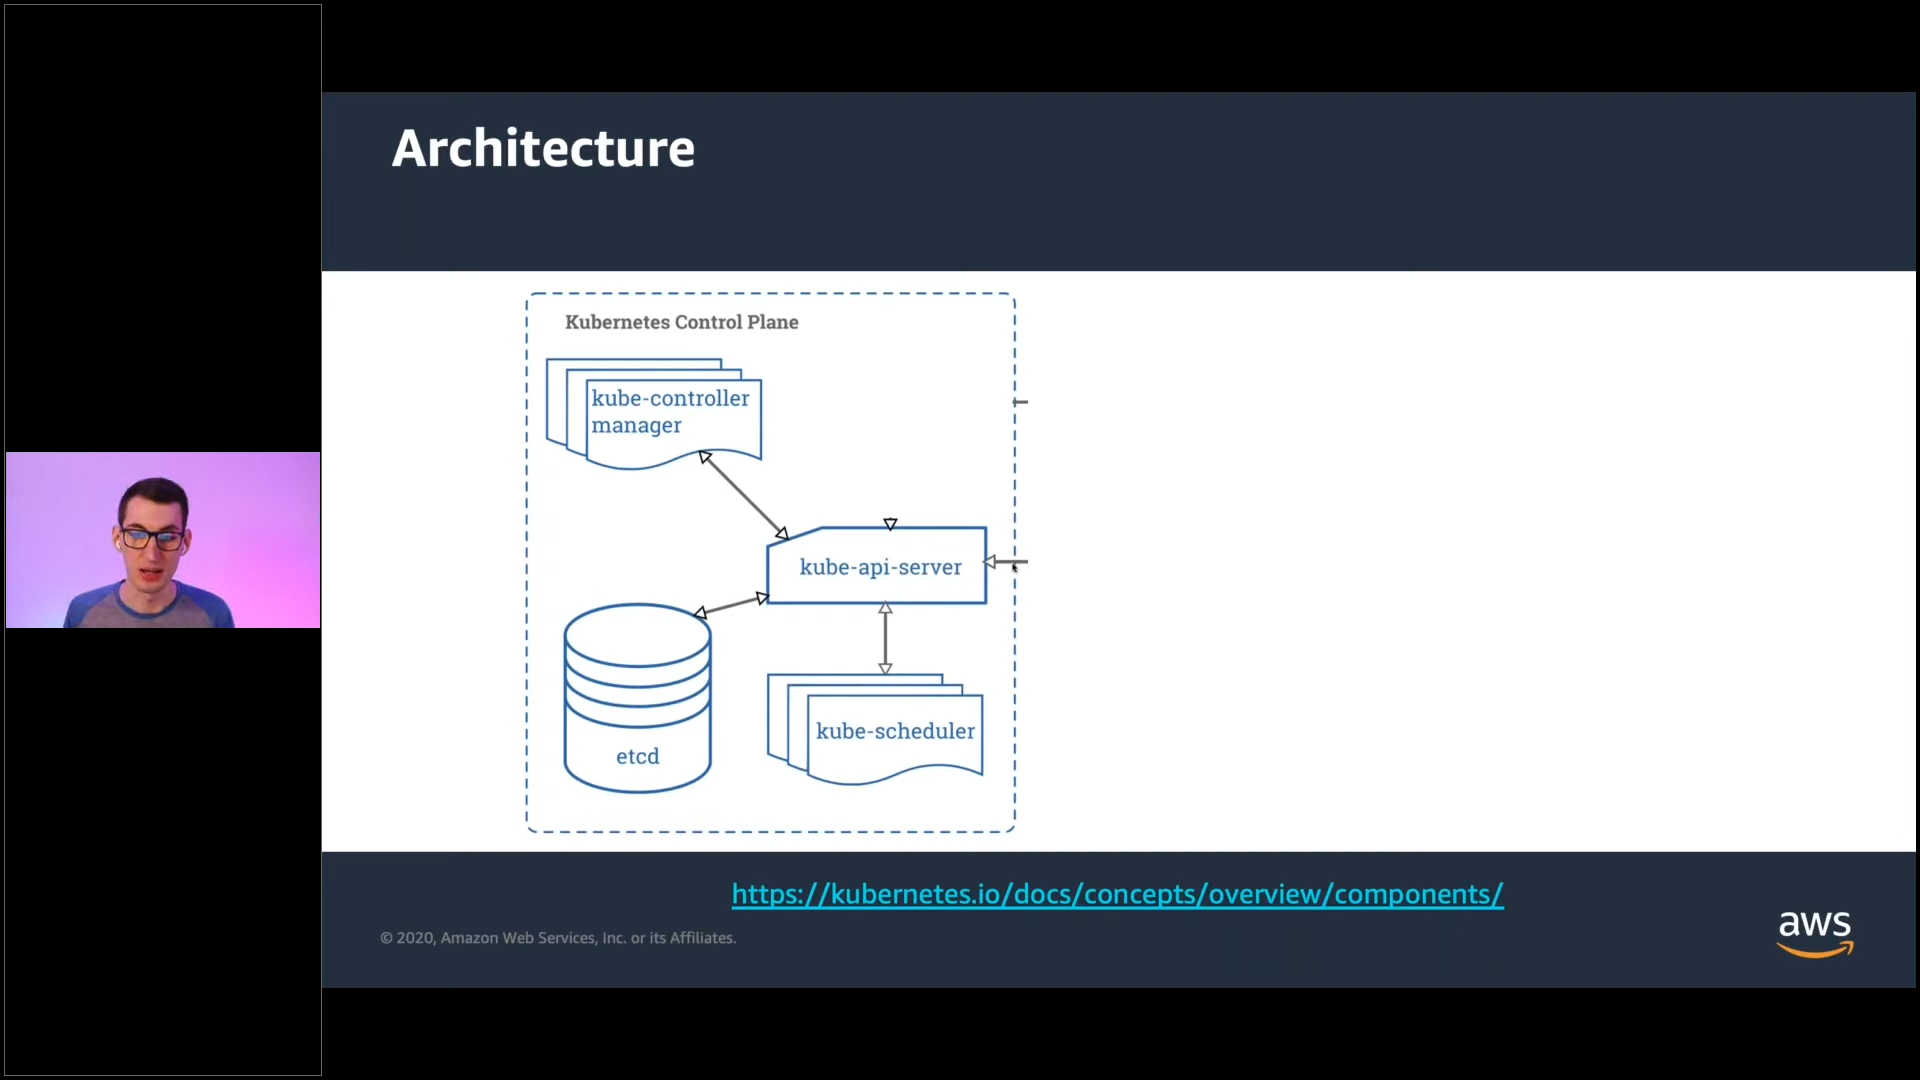 Architecture
Kubernetes Control Plane
kube-controller
manager
kube-api-server
etcd
kube-scheduler
https://kubernetes.io/docs/concepts/overview/components/
© 2020, Amazon Web Services, Inc. or its Affiliates.
aws